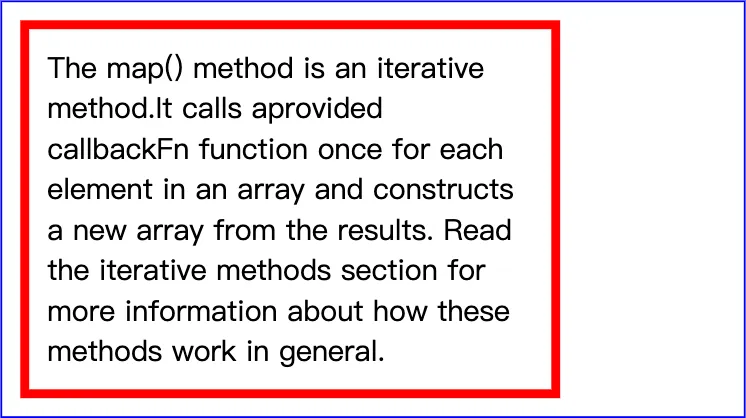 The map() method is an iterative
method.It calls aprovided
callbackFn function once for each
element in an array and constructs
a new array from the results. Read
the iterative methods section for
more information about how these
methods work in general.